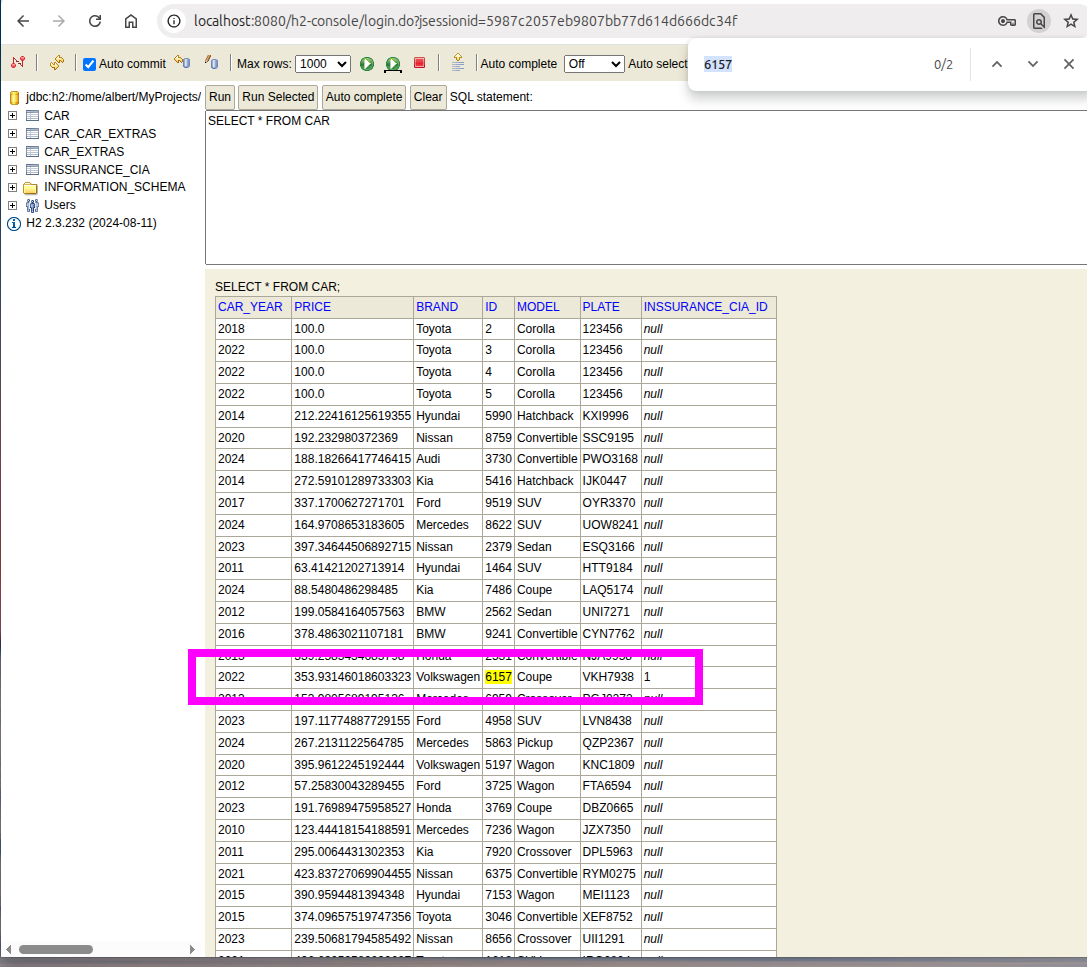 localhost:8080/h2-console/login.do?jsessionid=5987c2057eb9807bb77d614d666dc34f
6157 0/2
Auto commit Max rows: 1000 Auto complete Off Auto select
jdbc:h2:/home/albert/MyProjects/
CAR
CAR_CAR_EXTRAS
CAR_EXTRAS
INSSURANCE_CIA
INFORMATION_SCHEMA
Users
H2 2.3.232 (2024-08-11)
Run Run Selected Auto complete Clear SQL statement:
SELECT * FROM CAR
SELECT * FROM CAR;
CAR_YEAR PRICE BRAND ID MODEL PLATE INSSURANCE_CIA_ID
2018 100.0 Toyota 2 Corolla 123456 null
2022 100.0 Toyota 3 Corolla 123456 null
2022 100.0 Toyota 4 Corolla 123456 null
2022 100.0 Toyota 5 Corolla 123456 null
2014 212.22416125619355 Hyundai 5990 Hatchback KXI9996 null
2020 192.232980372369 Nissan 8759 Convertible SSC9195 null
2024 188.18266417746415 Audi 3730 Convertible PWO3168 null
2014 272.59101289733303 Kia 5416 Hatchback IJK0447 null
2017 337.1700627271701 Ford 9519 SUV OYR3370 null
2024 164.9708653183605 Mercedes 8622 SUV UOW8241 null
2023 397.34644506892715 Nissan 2379 Sedan ESQ3166 null
2011 63.41421202713914 Hyundai 1464 SUV HTT9184 null
2024 88.5480486298485 Kia 7486 Coupe LAQ5174 null
2012 199.0584164057563 BMW 2562 Sedan UNI7271 null
2016 378.4863021107181 BMW 9241 Convertible CYN7762 null
Honda Convertible null
2022 353.93146018603323 Volkswagen 6157 Coupe VKH7938 1
Mercedes Crossover null
2023 197.11774887729155 Ford 4958 SUV LVN8438 null
2024 267.2131122564785 Mercedes 5863 Pickup QZP2367 null
2020 395.9612245192444 Volkswagen 5197 Wagon KNC1809 null
2012 57.25830043289455 Ford 3725 Wagon FTA6594 null
2023 191.76989475958527 Honda 3769 Coupe DBZ0665 null
2010 123.44418154188591 Mercedes 7236 Wagon JZX7350 null
2011 295.0064431302353 Kia 7920 Crossover DPL5963 null
2021 423.83727069904455 Nissan 6375 Convertible RYM0275 null
2015 390.9594481394348 Hyundai 7153 Wagon MEI1123 null
2015 374.09657519747356 Toyota 3046 Convertible XEF8752 null
2023 239.50681794585492 Nissan 8656 Crossover UII1291 null